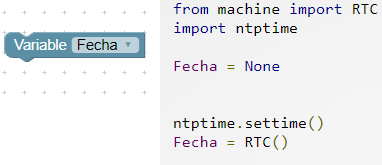 Variable Fecha
from machine import RTC
import ntptime
Fecha = None
ntptime.settime()
Fecha = RTC()